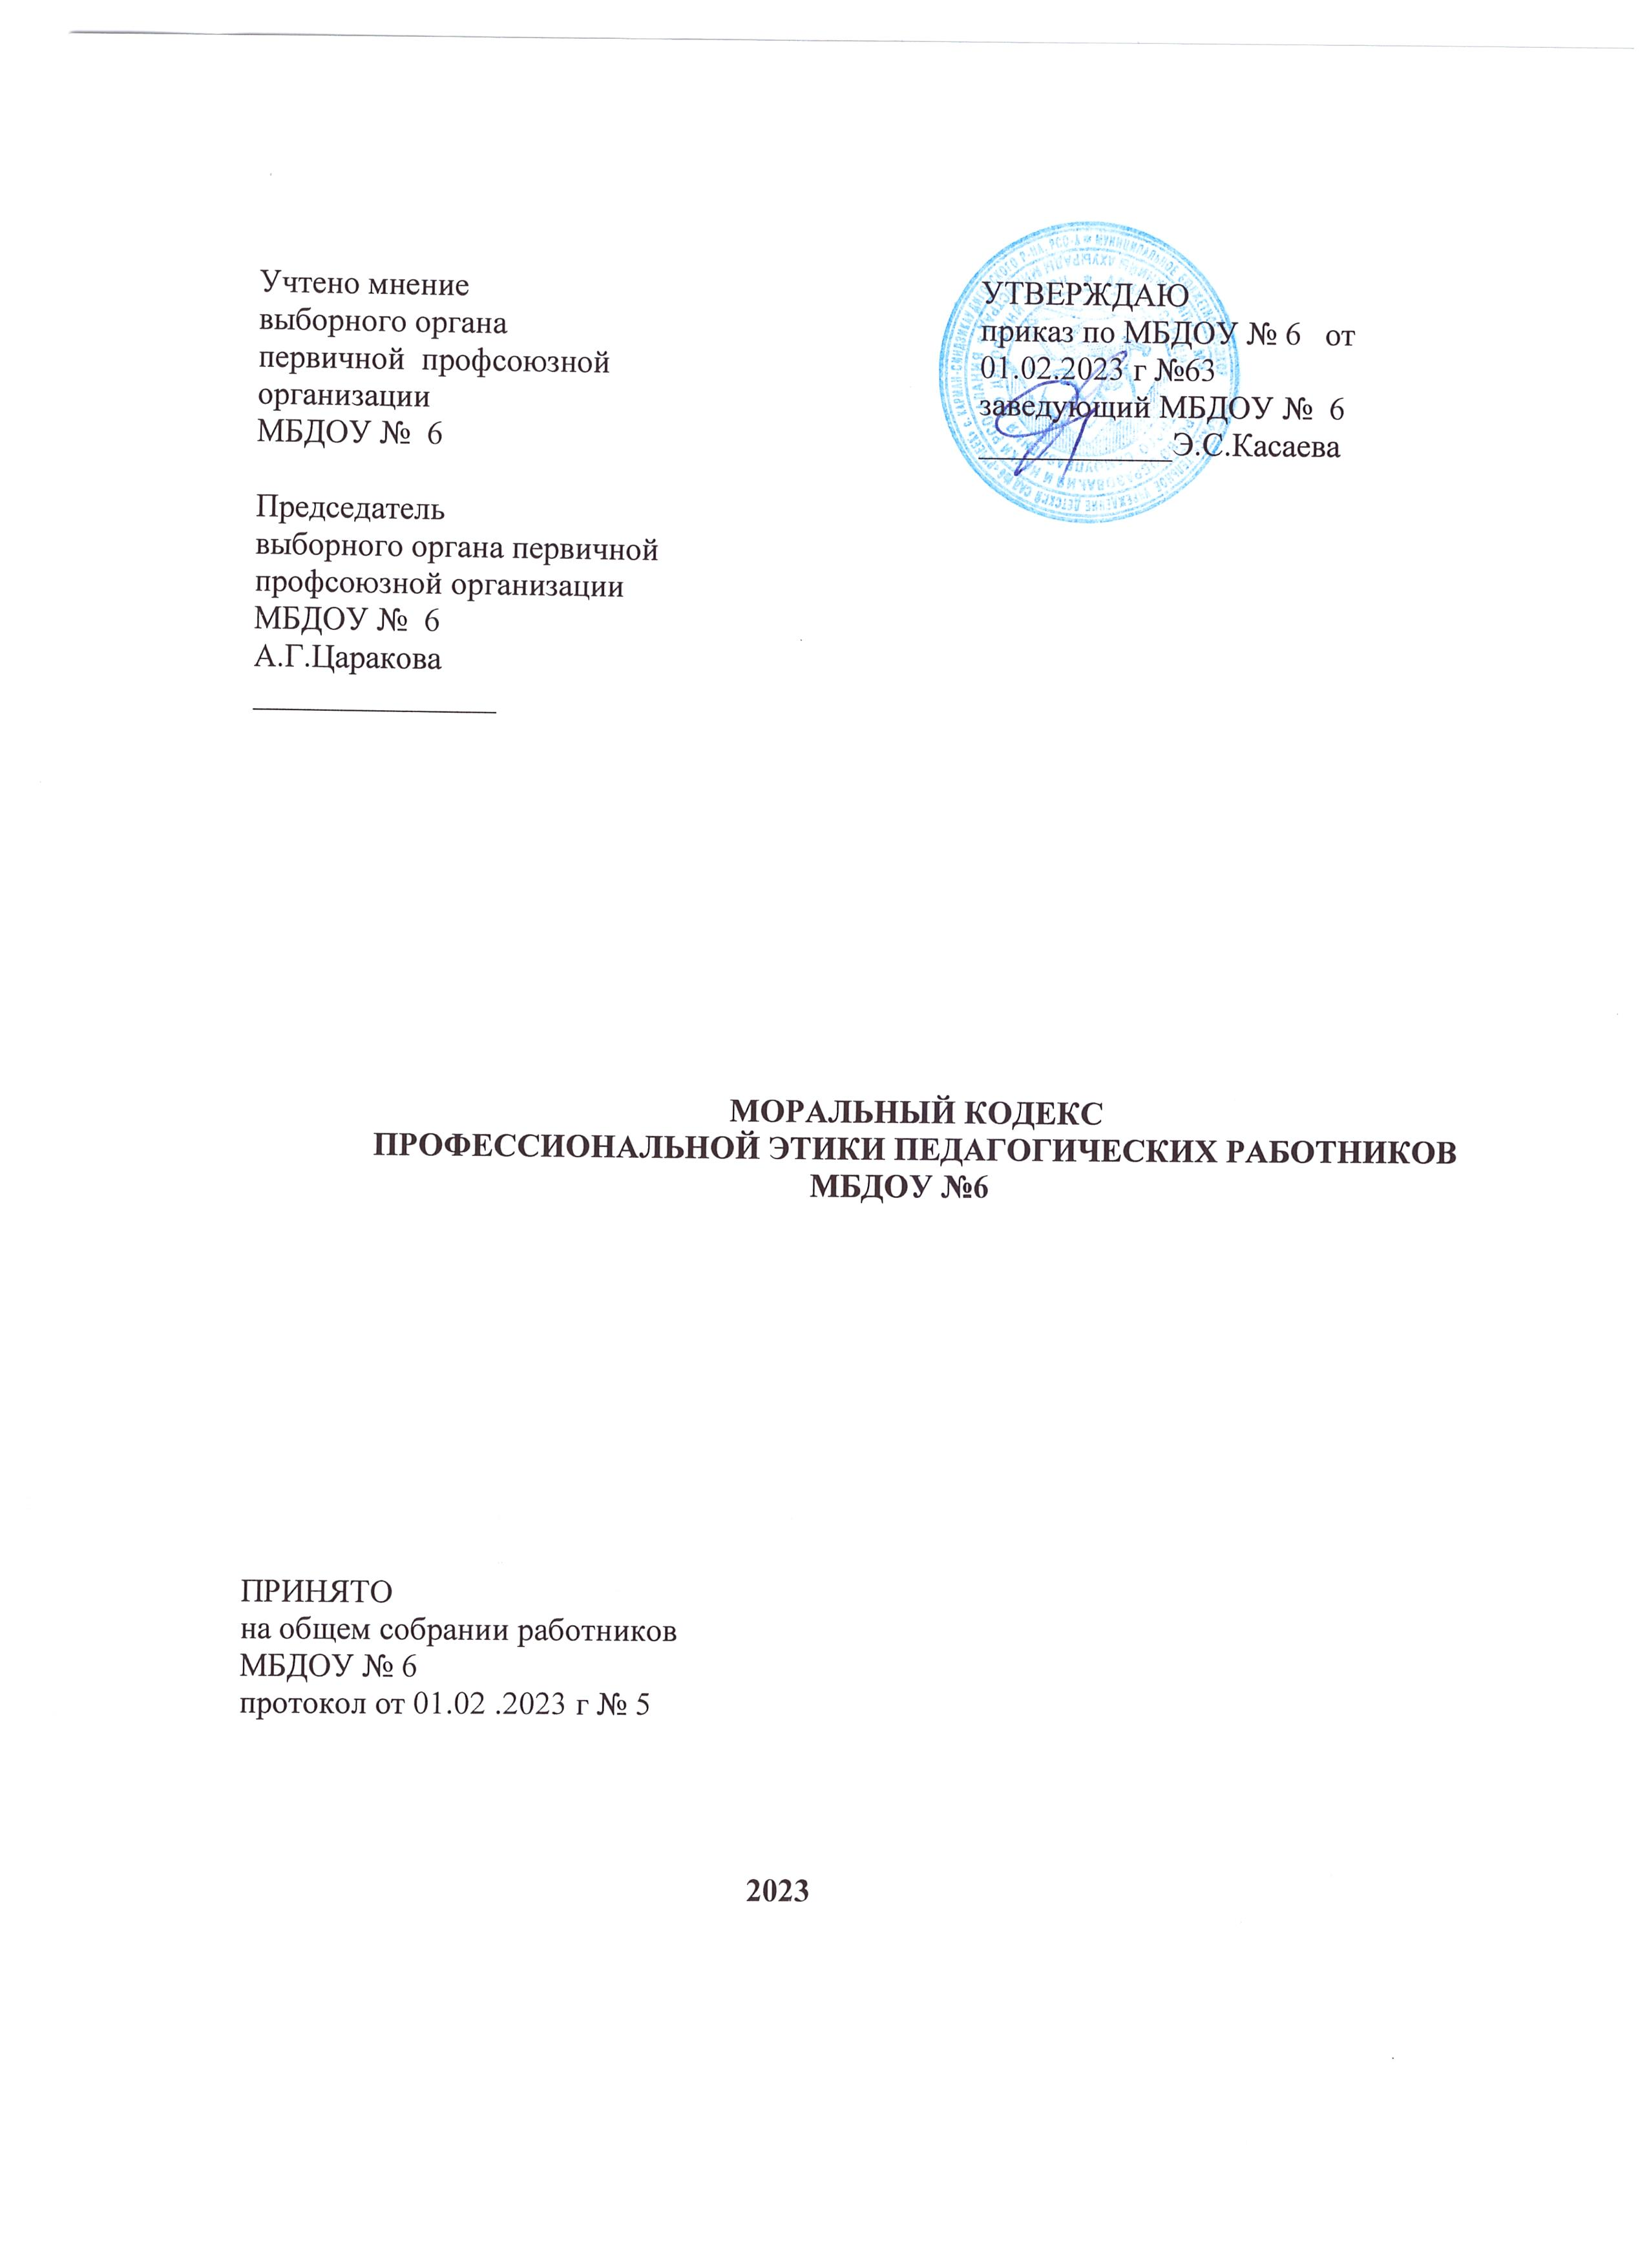 Учтено мнение
выборного органа
первичной профсоюзной
организации
МБДОУ № 6
Председатель
выборного органа первичной
профсоюзной организации
МБДОУ № 6
А.Г.Царакова
УТВЕРЖДАЮ
приказ по МБДОУ № 6 от
01.02.2023 г №63
заведующий МБДОУ № 6
Э.С.Касаева
МОРАЛЬНЫЙ КОДЕКС
ПРОФЕССИОНАЛЬНОЙ ЭТИКИ ПЕДАГОГИЧЕСКИХ РАБОТНИКОВ
МБДОУ №6
ПРИНЯТО
на общем собрании работников
МБДОУ № 6
протокол от 01.02 .2023 г № 5
2023